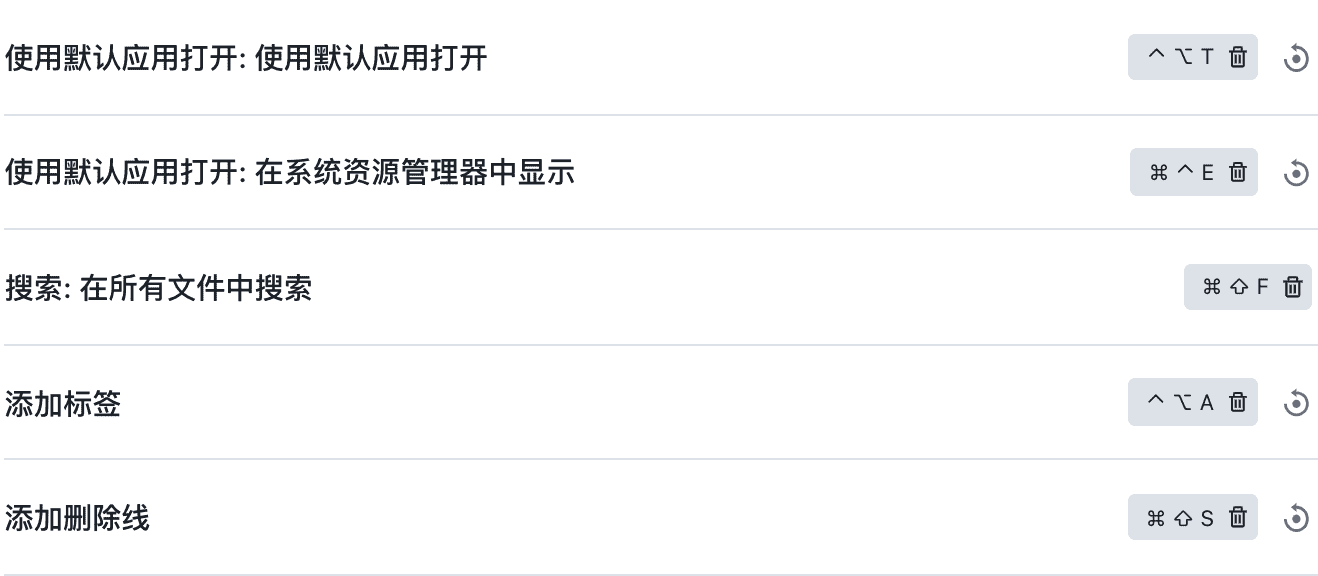 使用默认应用打开: 使用默认应用打开 ⌃ ⌥ T
使用默认应用打开: 在系统资源管理器中显示 ⌘ ⌃ E
搜索: 在所有文件中搜索 ⌘ ⇧ F
添加标签 ⌃ ⌥ A
添加删除线 ⌘ ⇧ S